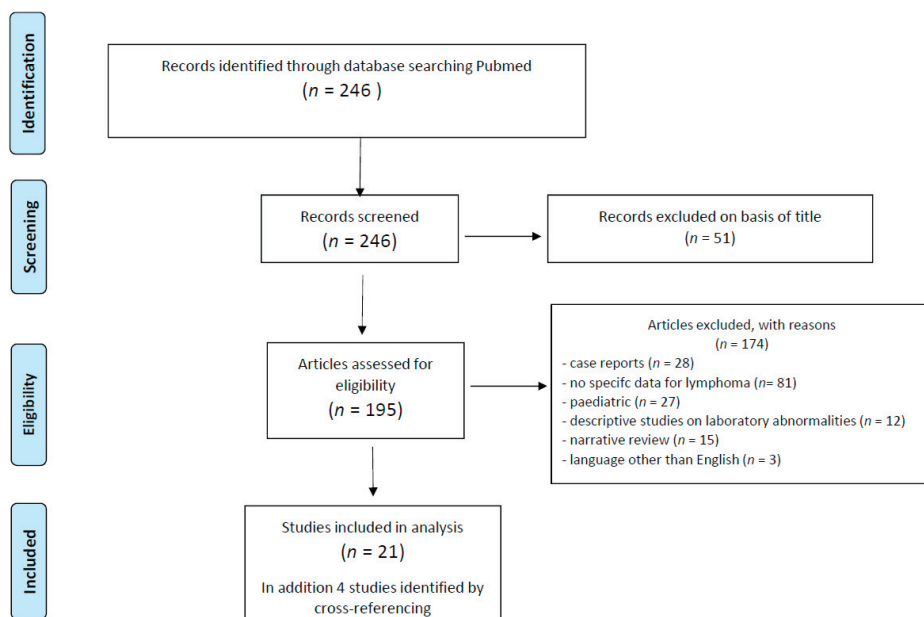 Identification
Records identified through database searching Pubmed
(n = 246 )
Screening
Records screened
(n = 246)
Records excluded on basis of title
(n = 51)
Eligibility
Articles assessed for
eligibility
(n = 195)
Articles excluded, with reasons
(n = 174)
- case reports (n = 28)
- no specifc data for lymphoma (n= 81)
- paediatric (n = 27)
- descriptive studies on laboratory abnormalities (n = 12)
- narrative review (n = 15)
- language other than English (n = 3)
Included
Studies included in analysis
(n = 21)
In addition 4 studies identified by
cross-referencing